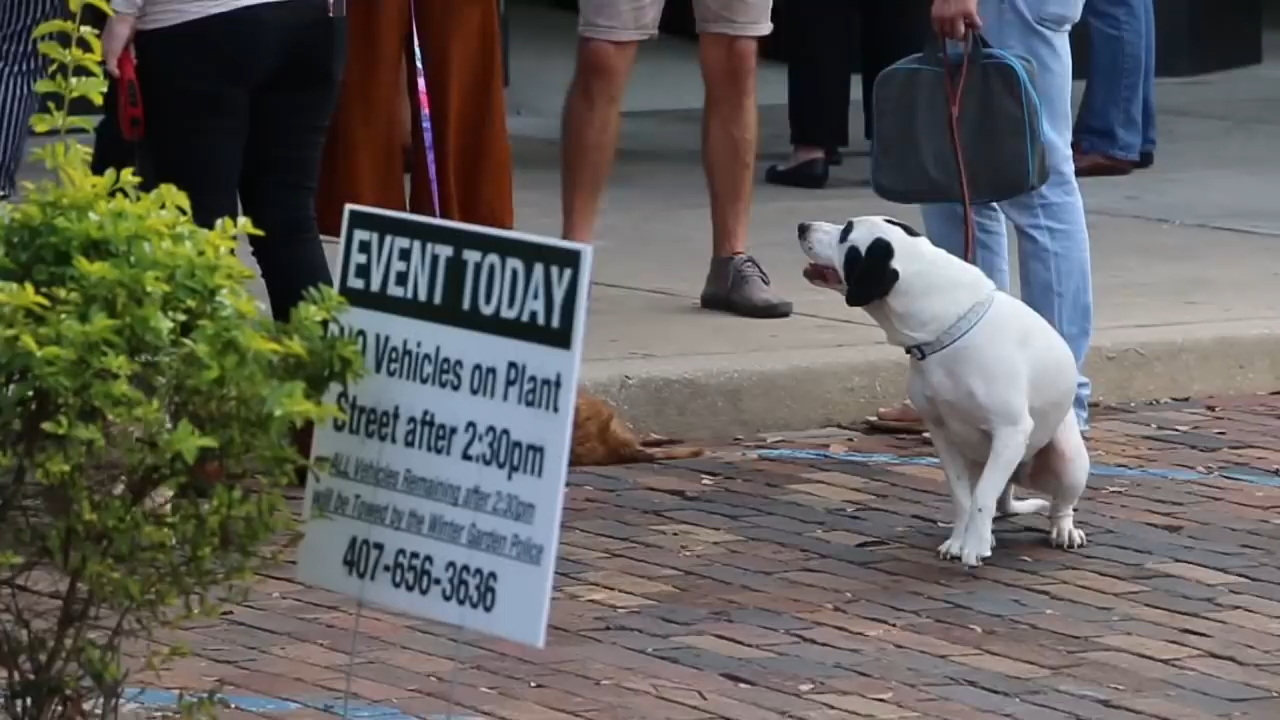 EVENT TODAY
Vehicles on Plant
Street after 2:30pm
ALL Vehicles Remaining after 2:30pm
will be Towed by the Winter Garden Police
407-656-3636